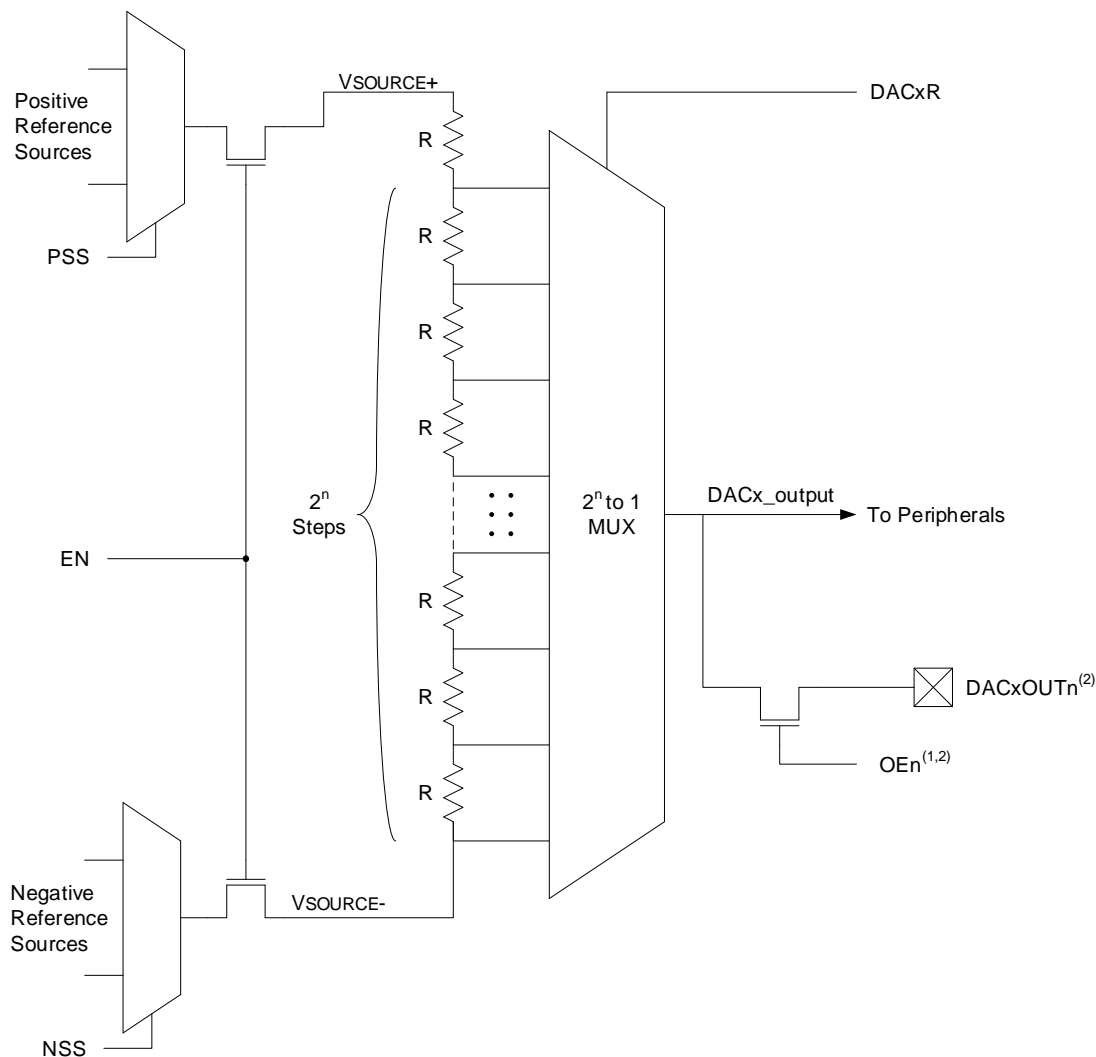 VSOURCE+
DACxR
Positive
Reference
Sources
R
R
PSS
R
R
2ⁿ
Steps
2ⁿ to 1
MUX
DACx_output
To Peripherals
EN
R
R
DACxOUTn⁽²⁾
OEn⁽¹,²⁾
R
Negative
Reference
Sources
VSOURCE-
NSS